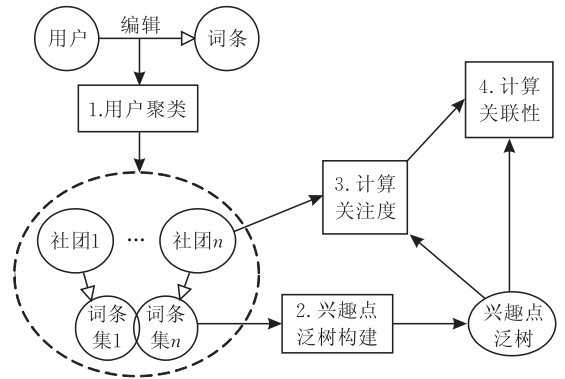 编辑
用户
词条
1.用户聚类
4.计算
关联性
3.计算
关注度
社团1
…
社团n
词条
集1
词条
集n
2.兴趣点
泛树构建
兴趣点
泛树